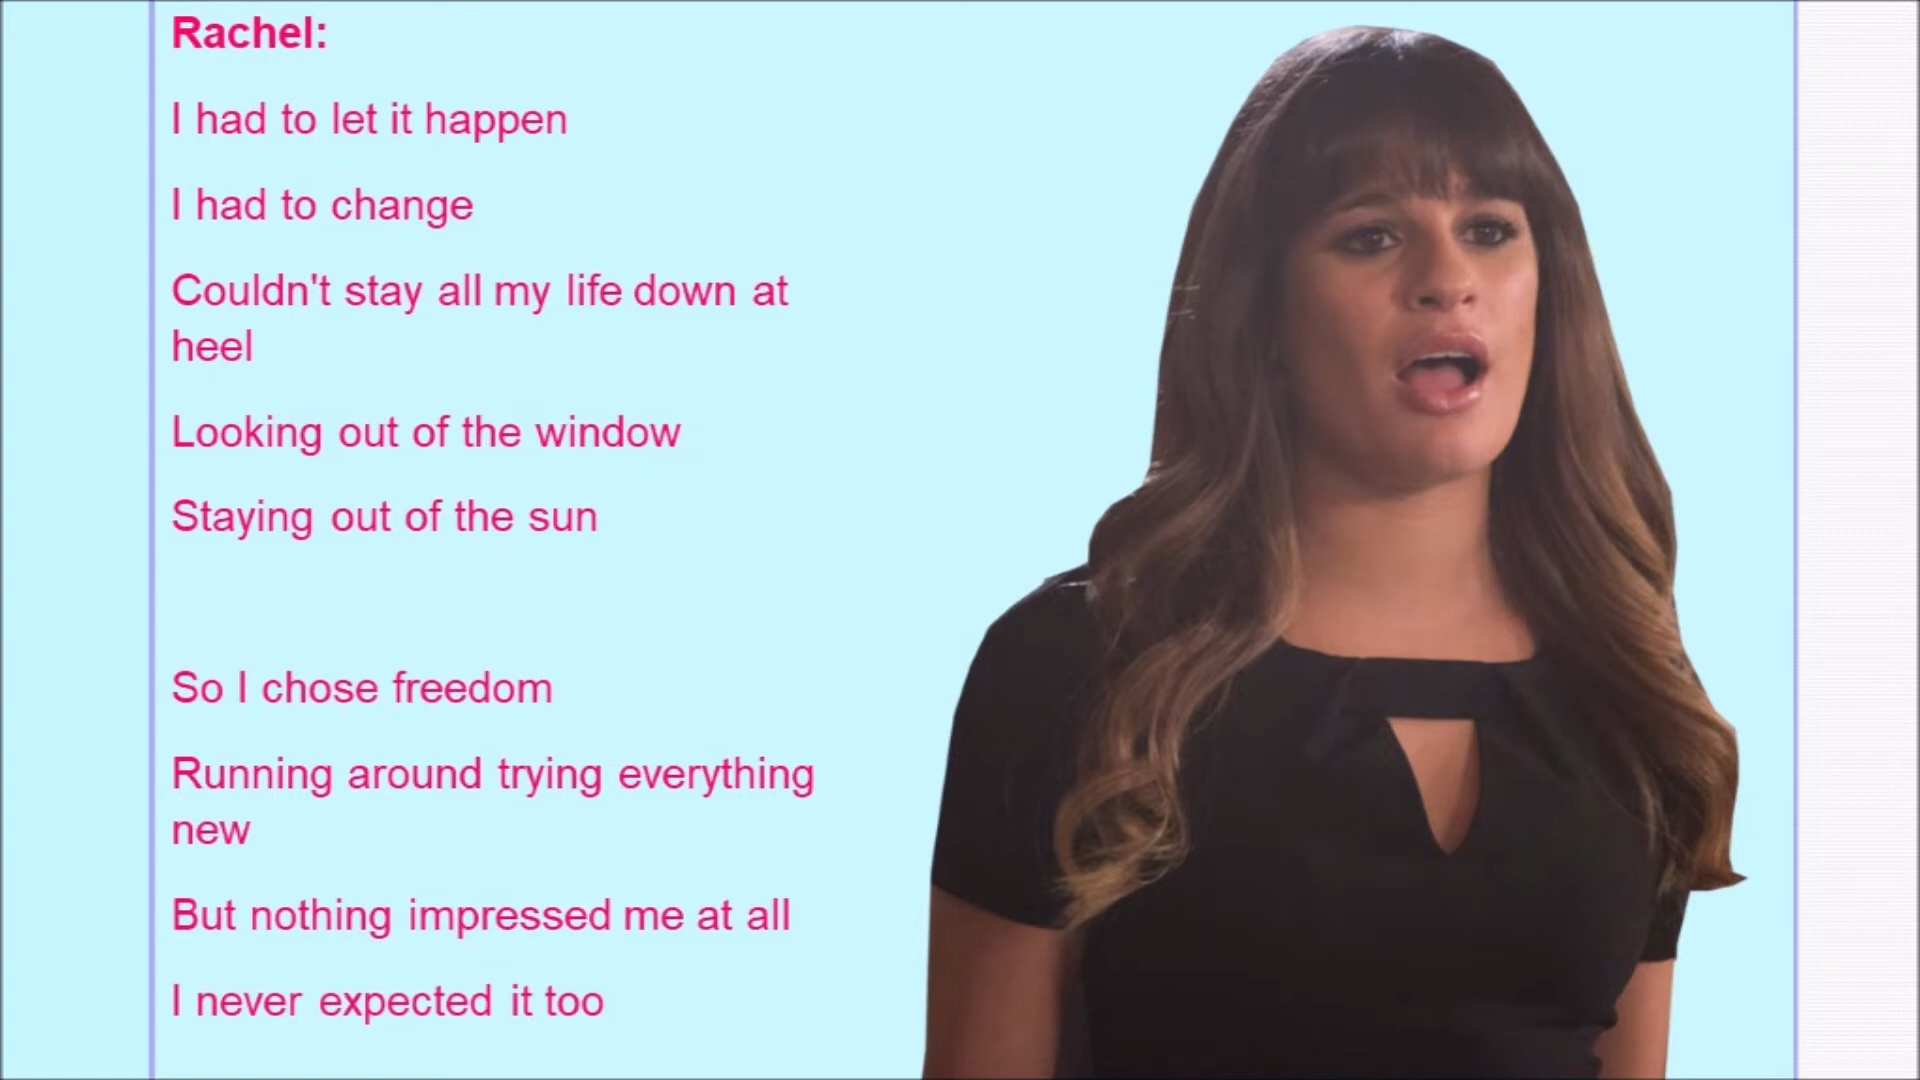 Rachel:
I had to let it happen
I had to change
Couldn't stay all my life down at
heel
Looking out of the window
Staying out of the sun
So I chose freedom
Running around trying everything
new
But nothing impressed me at all
I never expected it too